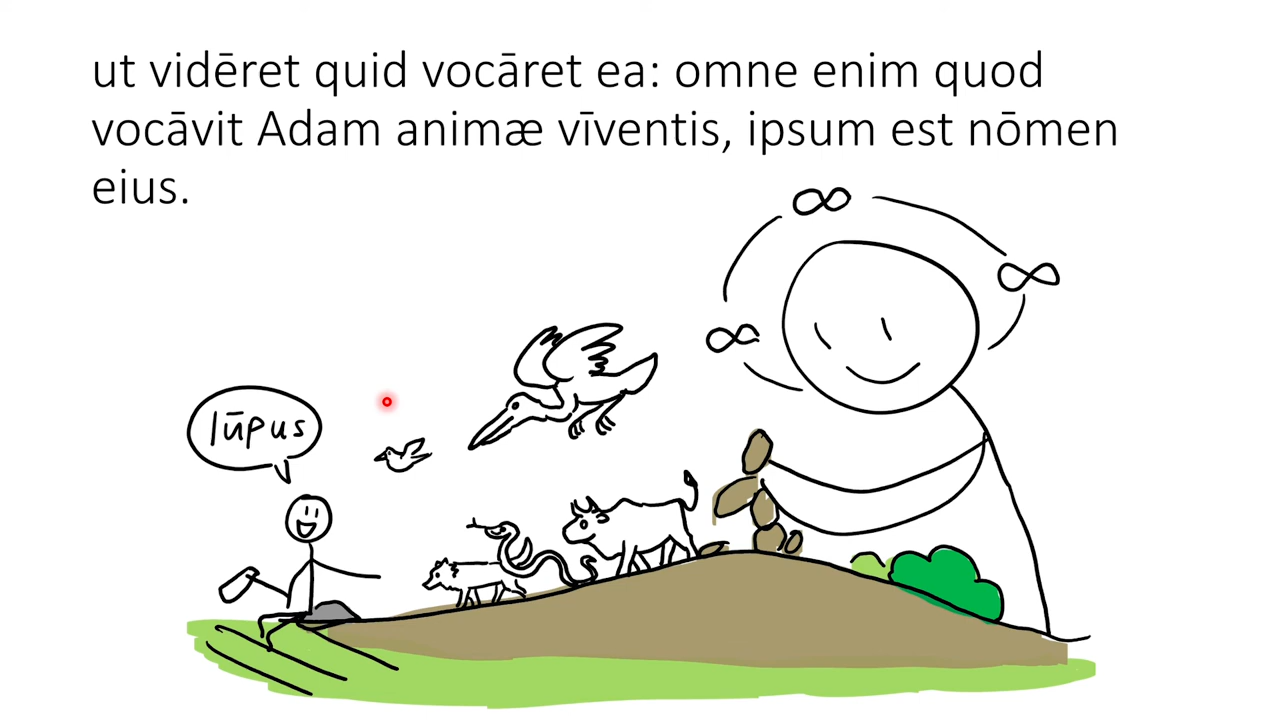 ut vidēret quid vocāret ea: omne enim quod
vocāvit Adam animæ vīventis, ipsum est nōmen
eius.
lūpus